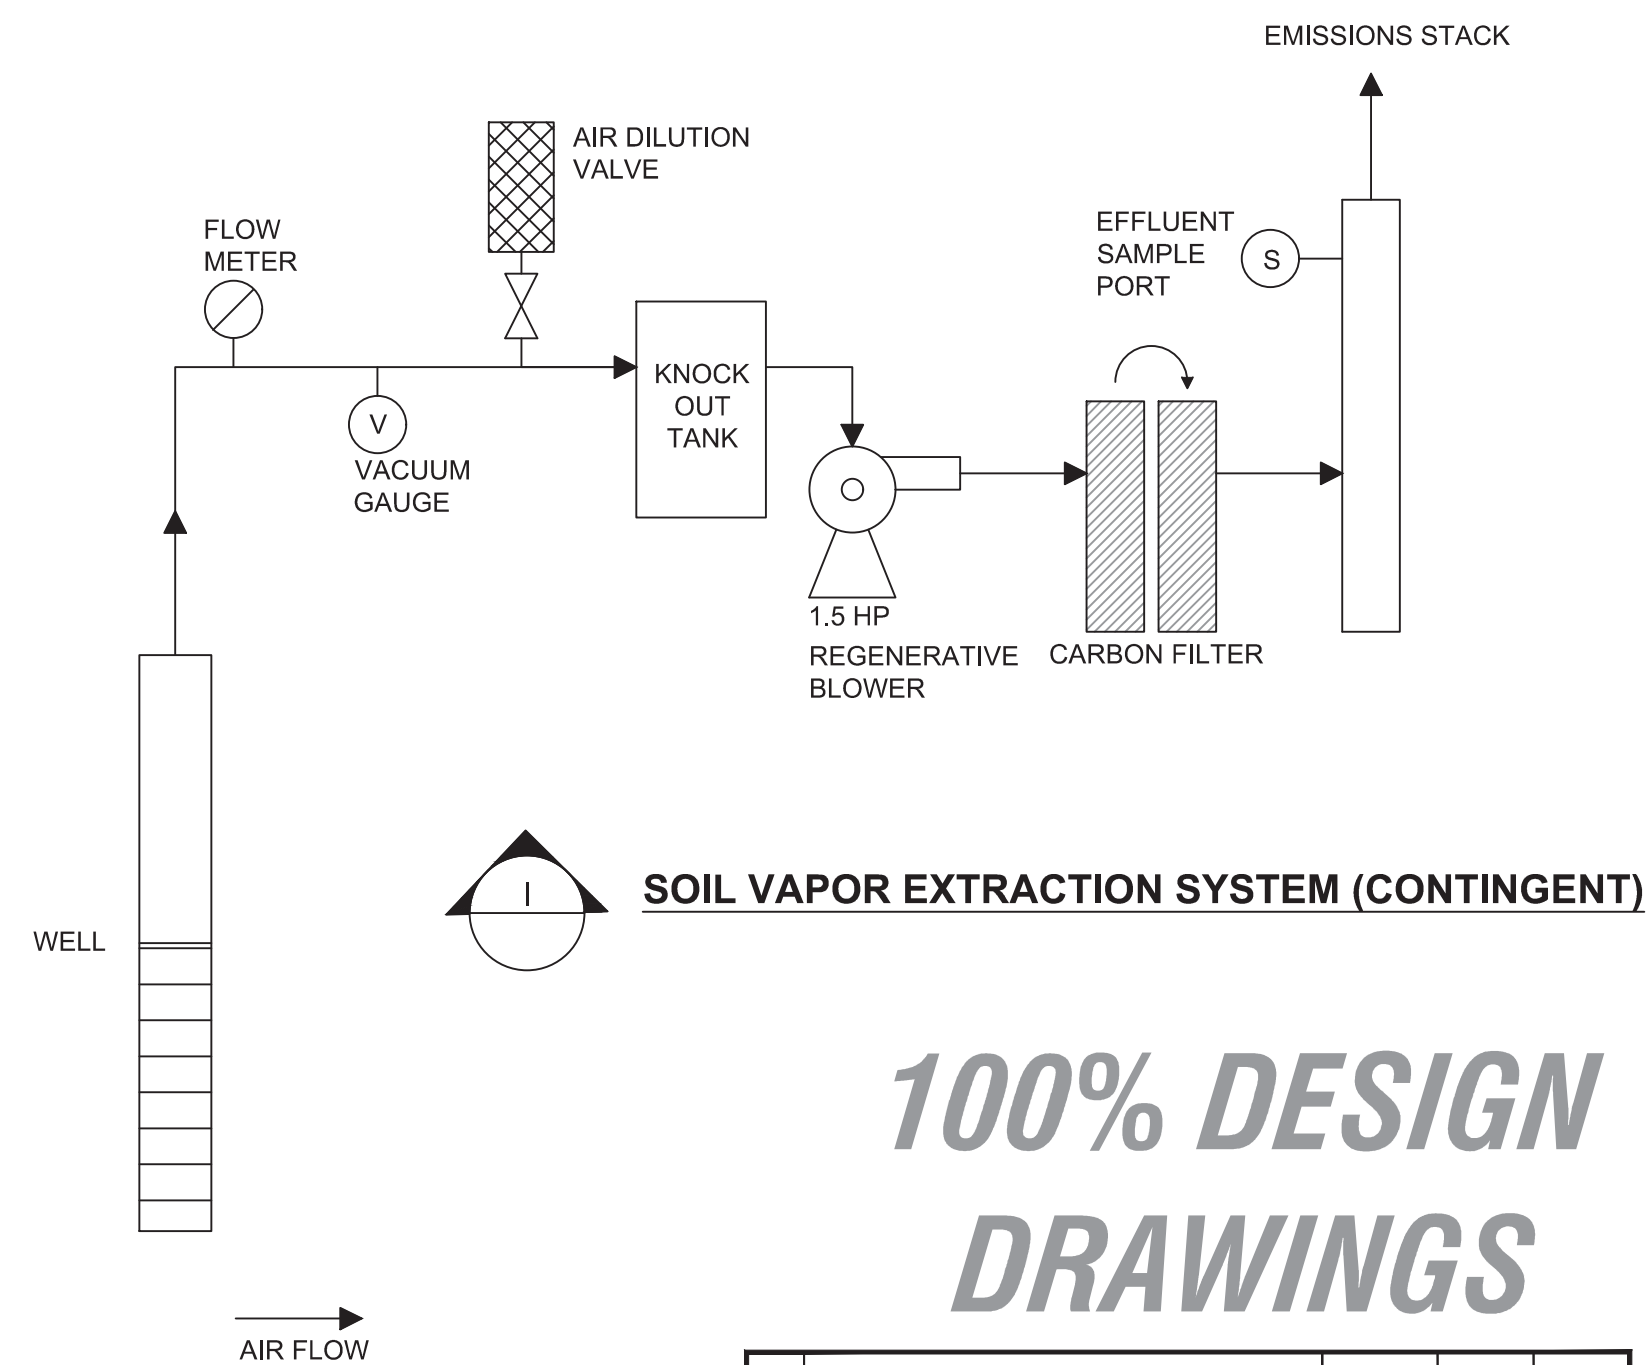 EMISSIONS STACK
AIR DILUTION
VALVE
FLOW
METER
EFFLUENT
SAMPLE
PORT
S
KNOCK
OUT
TANK
V
VACUUM
GAUGE
1.5 HP
REGENERATIVE
BLOWER
CARBON FILTER
I
SOIL VAPOR EXTRACTION SYSTEM (CONTINGENT)
WELL
100% DESIGN
DRAWINGS
AIR FLOW